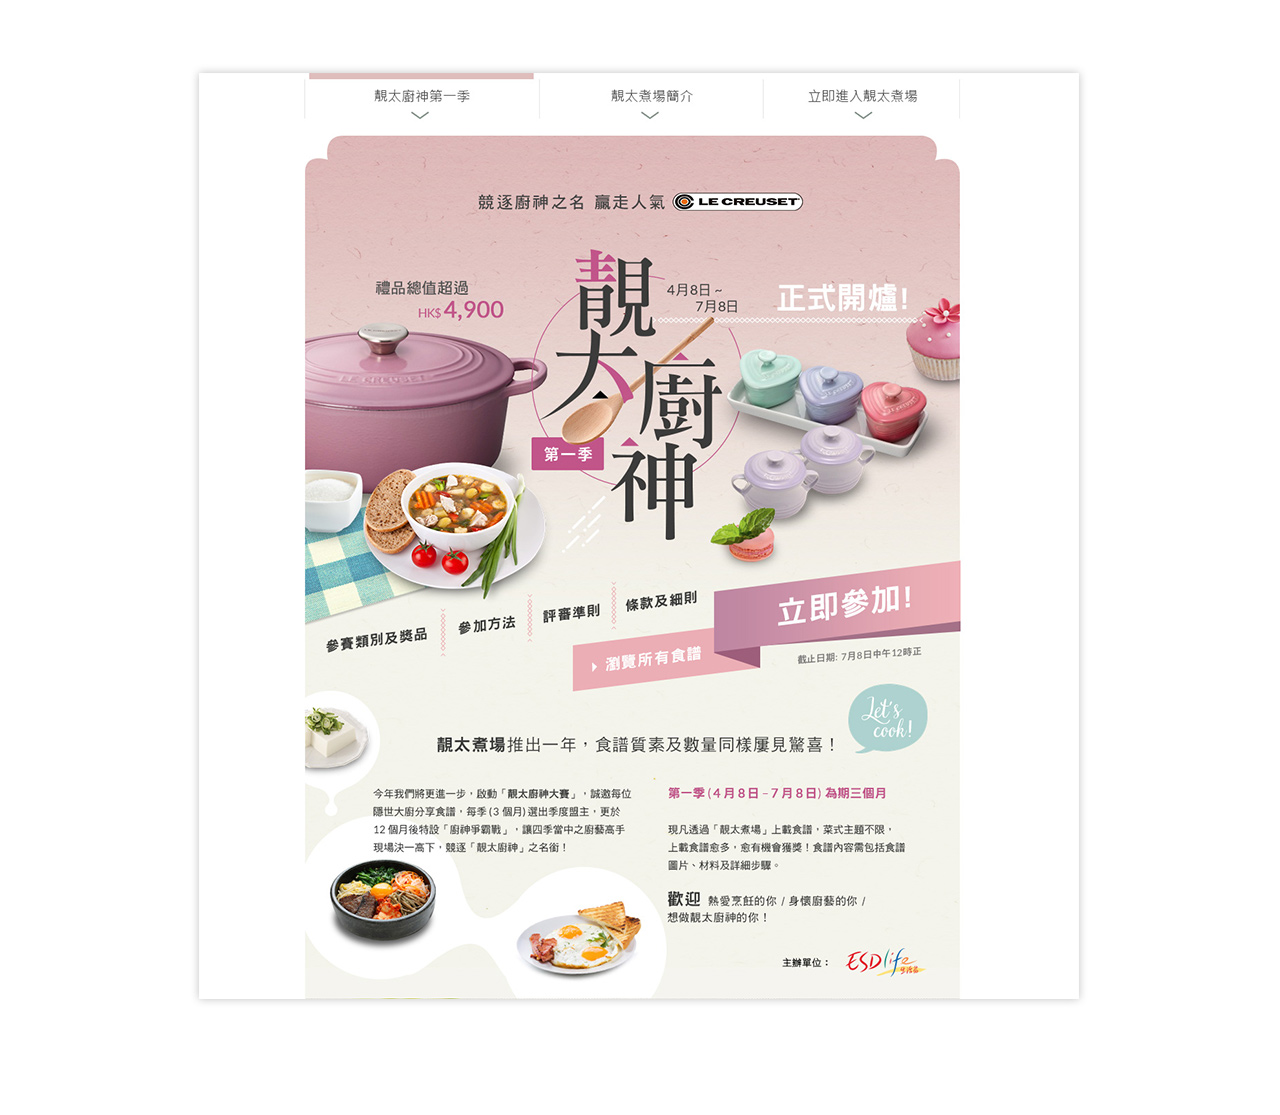 靚太廚神第一季
靚太煮場簡介
立即進入靚太煮場
競逐廚神之名 贏走人氣 LE CREUSET
禮品總值超過
HK$ 4,900
靚太廚神
第一季
4月8日 ~
7月8日
正式開爐!
LE CREUSET
參賽類別及獎品
參加方法
評審準則
條款及細則
瀏覽所有食譜
立即參加!
截止日期: 7月8日中午12時正
Let's
cook!
靚太煮場推出一年，食譜質素及數量同樣屢見驚喜！
今年我們將更進一步，啟動「靚太廚神大賽」，誠邀每位
隱世大廚分享食譜，每季 (3 個月) 選出季度盟主，更於
12 個月後特設「廚神爭霸戰」，讓四季當中之廚藝高手
現場決一高下，競逐「靚太廚神」之名銜！
第一季 (４月８日 – ７月８日) 為期三個月
現凡透過「靚太煮場」上載食譜，菜式主題不限，
上載食譜愈多，愈有機會獲獎！食譜內容需包括食譜
圖片、材料及詳細步驟。
歡迎 熱愛烹飪的你 / 身懷廚藝的你 /
想做靚太廚神的你！
主辦單位：
ESDlife
生活易